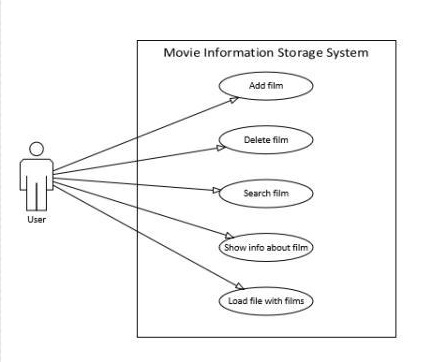 Movie Information Storage System
Add film
Delete film
Search film
User
Show info about film
Load file with films